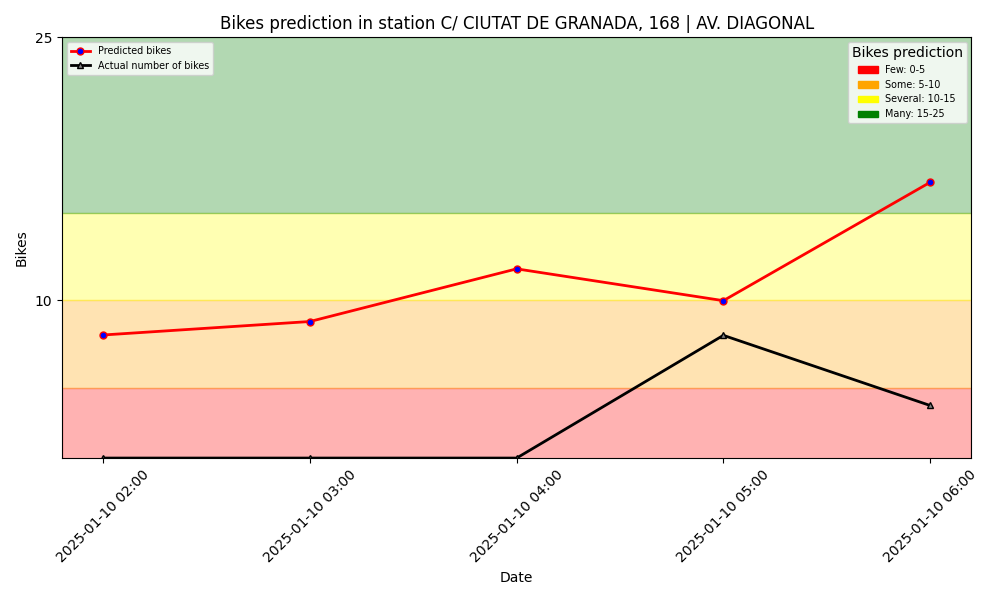 Bikes prediction in station C/ CIUTAT DE GRANADA, 168 | AV. DIAGONAL
25
10
Bikes
Predicted bikes
Actual number of bikes
Bikes prediction
Few: 0-5
Some: 5-10
Several: 10-15
Many: 15-25
2025-01-10 02:00
2025-01-10 03:00
2025-01-10 04:00
2025-01-10 05:00
2025-01-10 06:00
Date